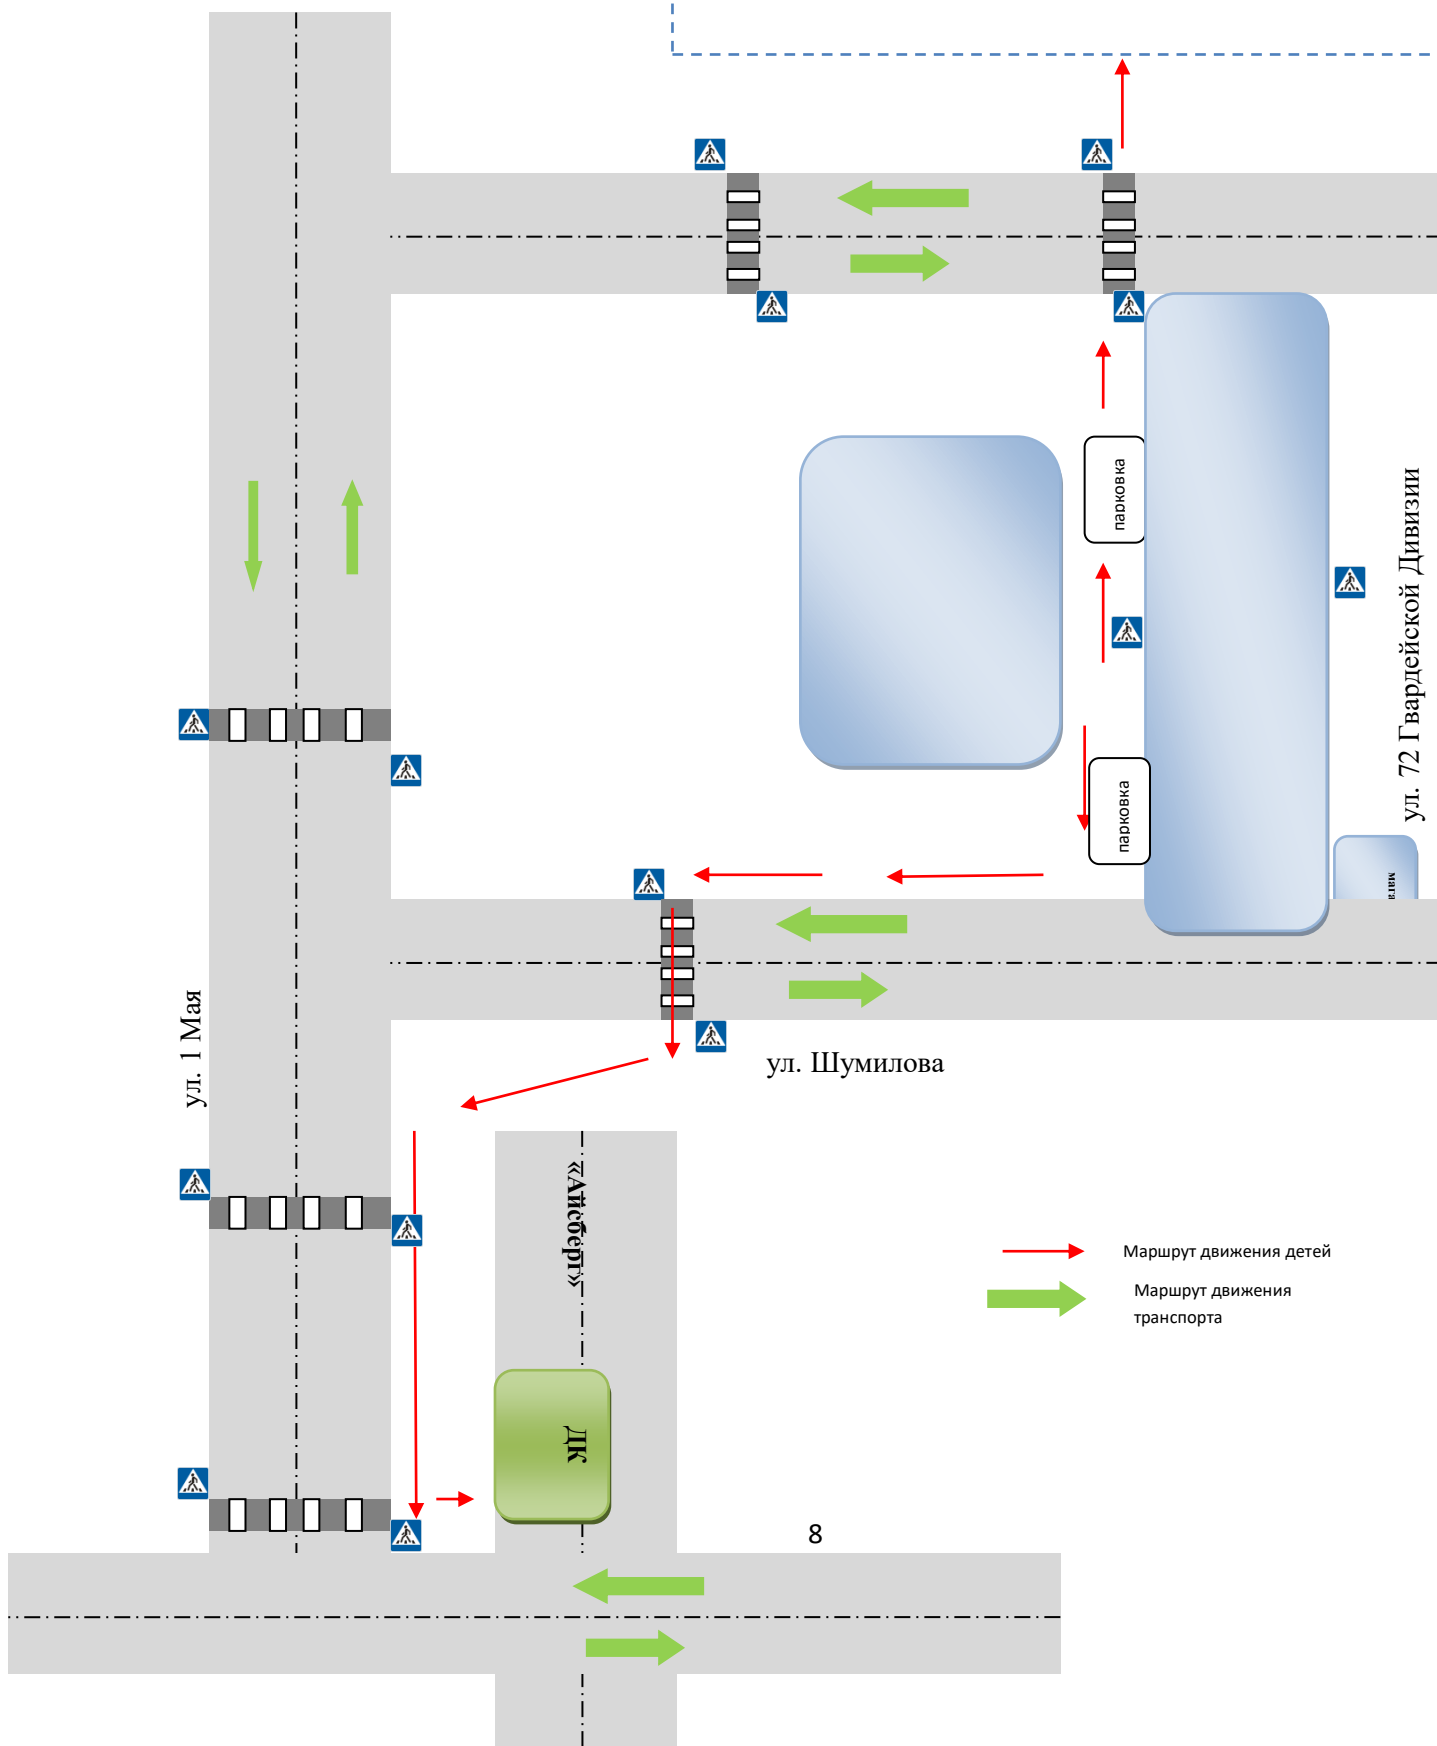 парковка
ул. 72 Гвардейской Дивизии
парковка
мага
ул. 1 Мая
ул. Шумилова
«Айсберг»
Маршрут движения детей
Маршрут движения
транспорта
ДК
8